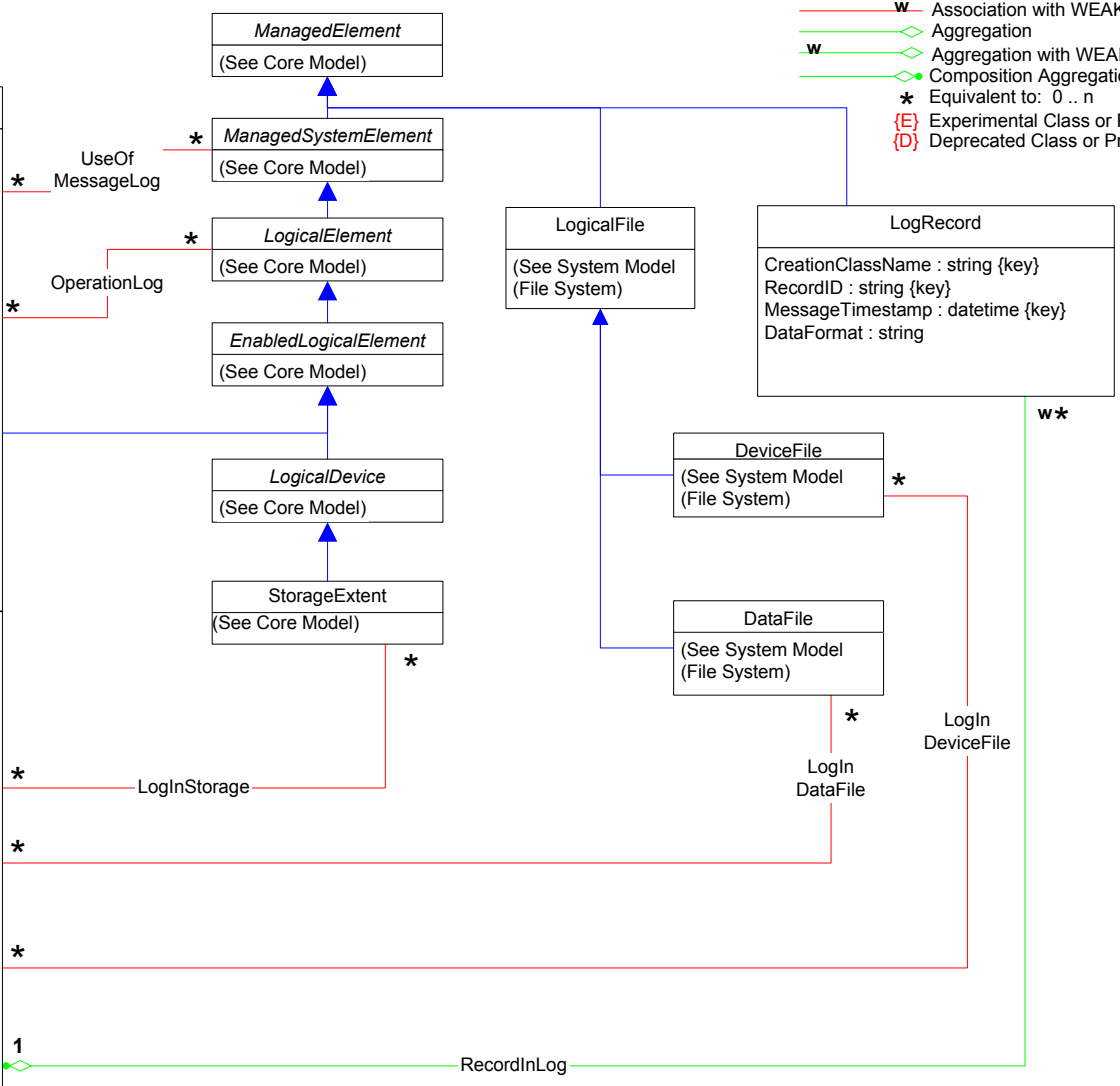 w Association with WEAK
Aggregation
w Aggregation with
Composition
* Equivalent to: 0 .. n
{E} Experimental Class or
{D} Deprecated Class or
ManagedElement
(See Core Model)
ManagedSystemElement
(See Core Model)
*
UseOf
MessageLog
*
LogicalElement
(See Core Model)
*
OperationLog
*
EnabledLogicalElement
(See Core Model)
LogicalDevice
(See Core Model)
StorageExtent
(See Core Model)
*
LogicalFile
(See System Model
(File System)
LogRecord
CreationClassName : string {key}
RecordID : string {key}
MessageTimestamp : datetime {key}
DataFormat : string
w*
DeviceFile
(See System Model
(File System)
*
DataFile
(See System Model
(File System)
*
LogIn
DeviceFile
LogIn
DataFile
*
LogInStorage
*
*
1
RecordInLog